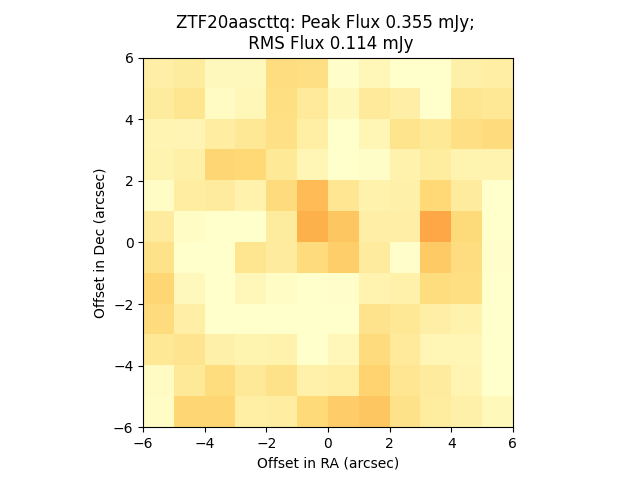 ZTF20aascttq: Peak Flux 0.355 mJy;
RMS Flux 0.114 mJy
6
4
2
0
−2
−4
−6
Offset in Dec (arcsec)
−6 −4 −2 0 2 4 6
Offset in RA (arcsec)